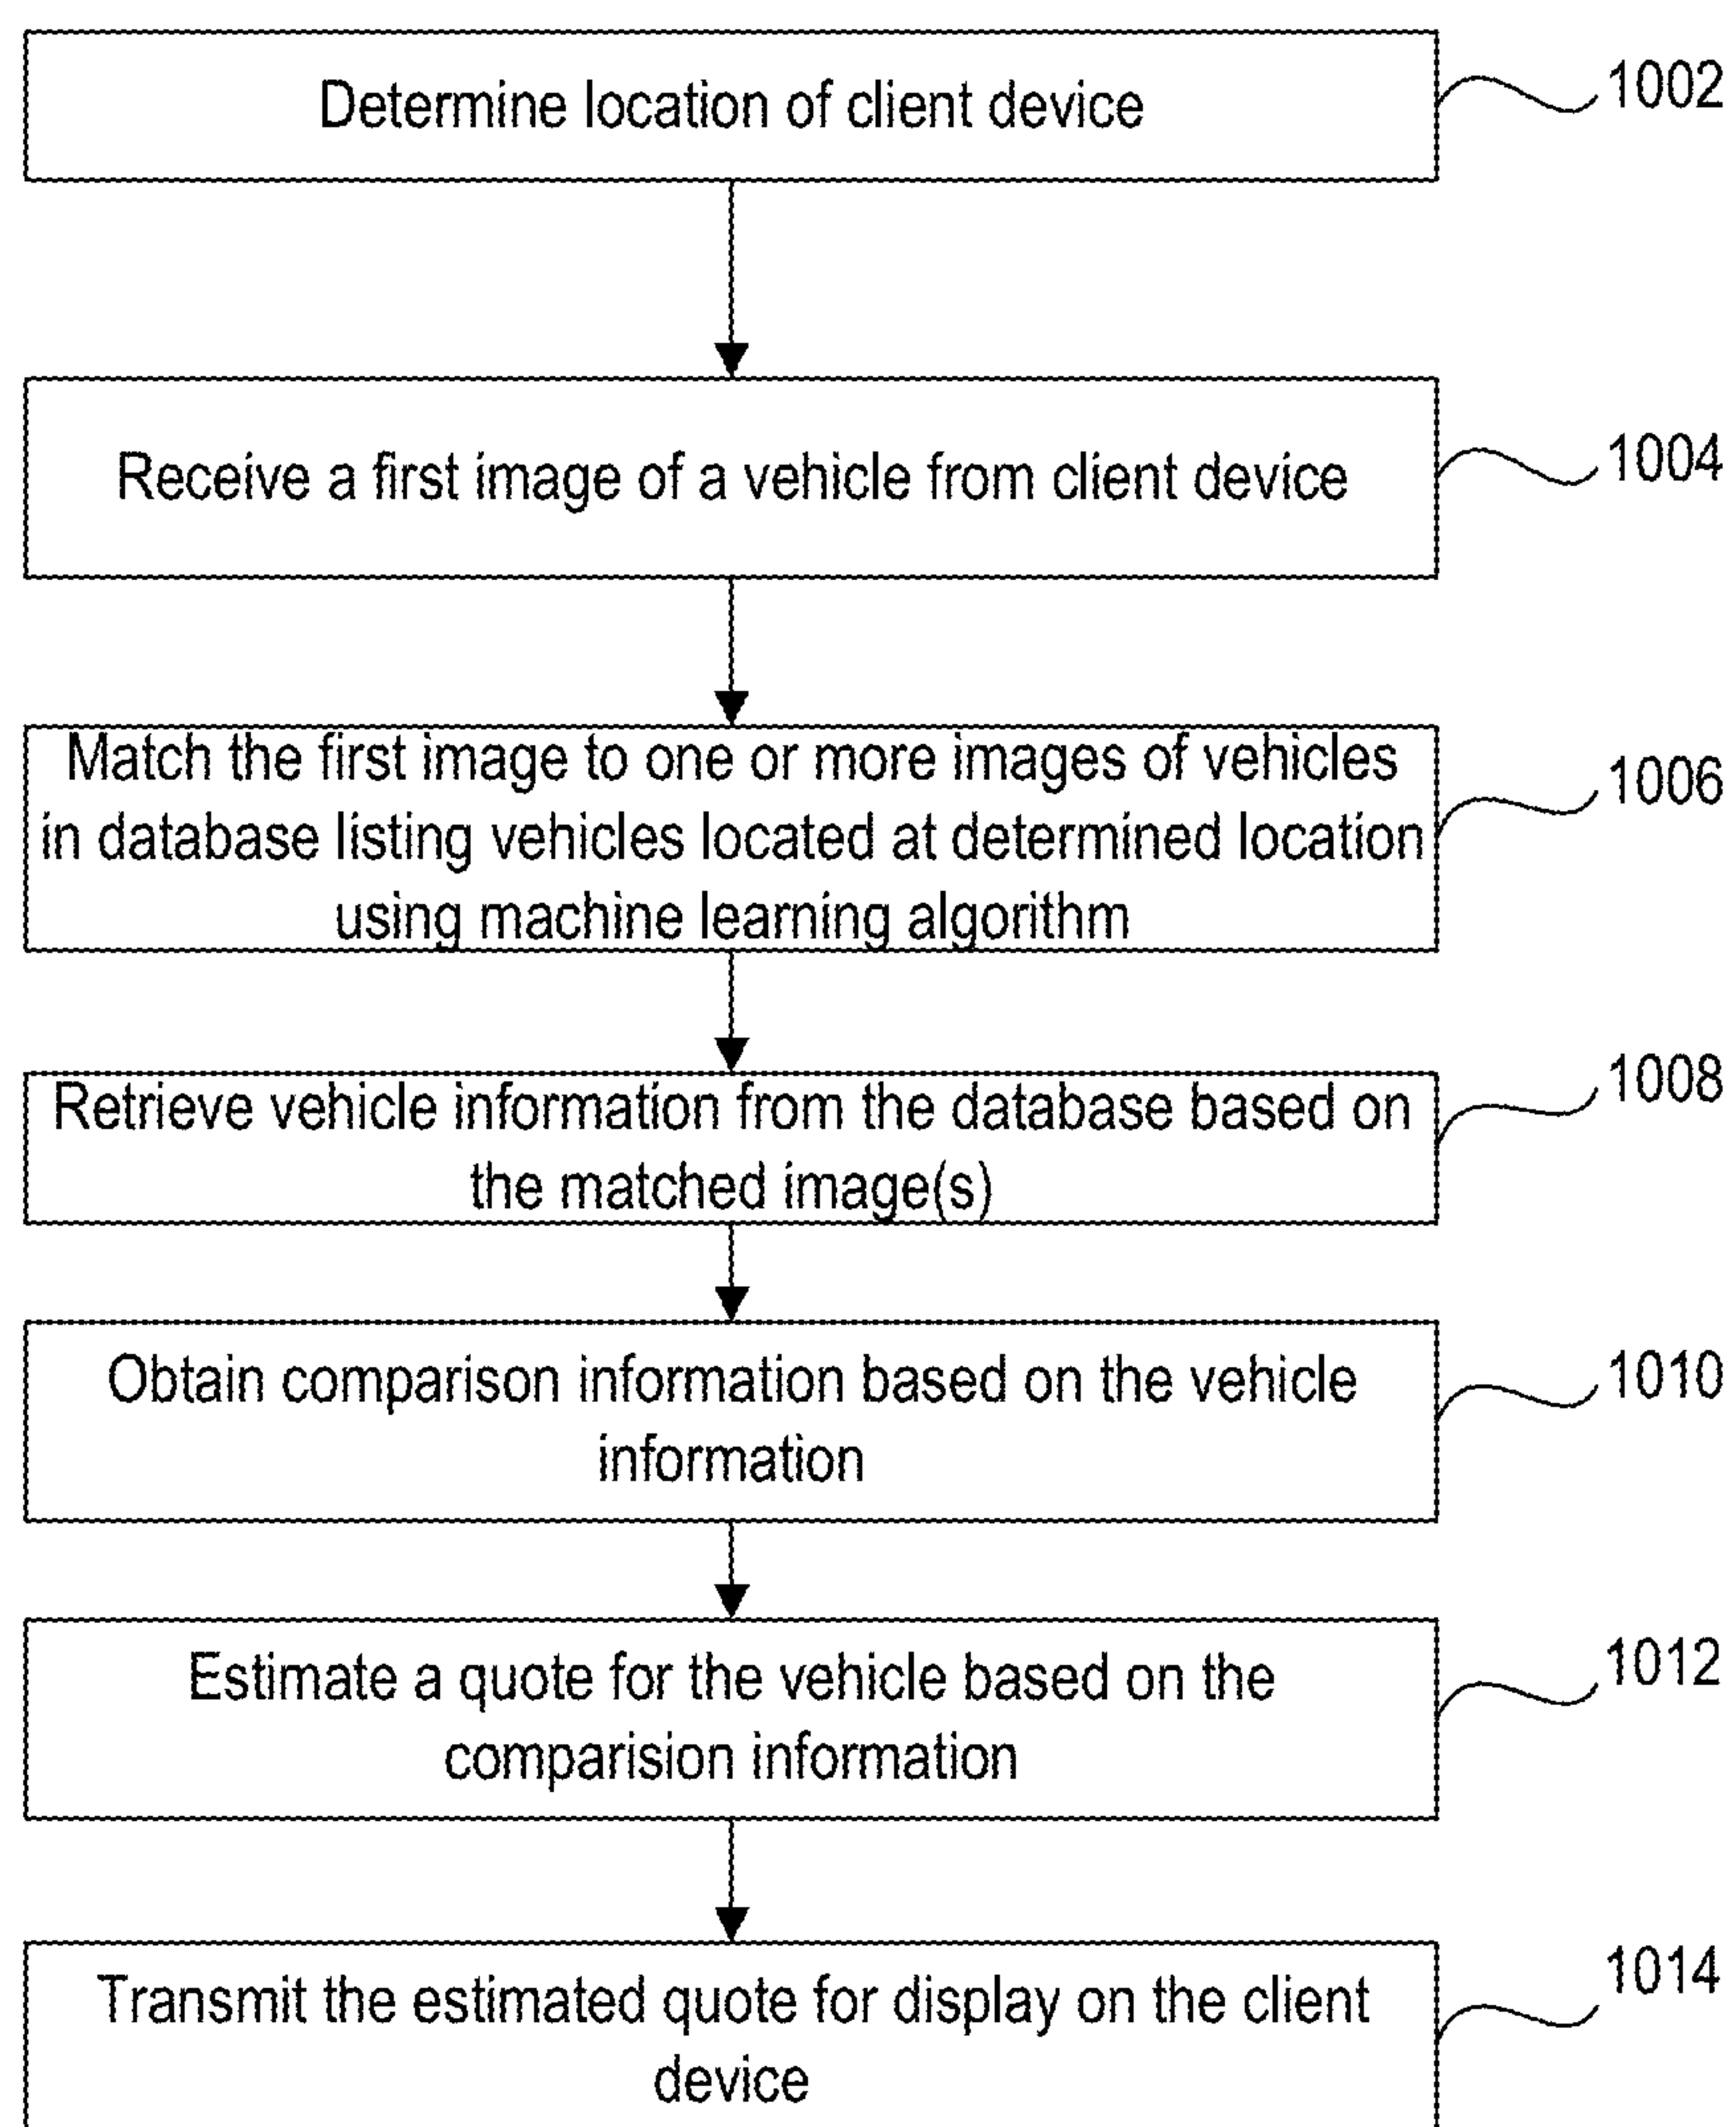 Determine location of client device
1002
Receive a first image of a vehicle from client device
1004
Match the first image to one or more images of vehicles
in database listing vehicles located at determined location
using machine learning algorithm
1006
Retrieve vehicle information from the database based on
the matched image(s)
1008
Obtain comparison information based on the vehicle
information
1010
Estimate a quote for the vehicle based on the
comparision information
1012
Transmit the estimated quote for display on the client
device
1014